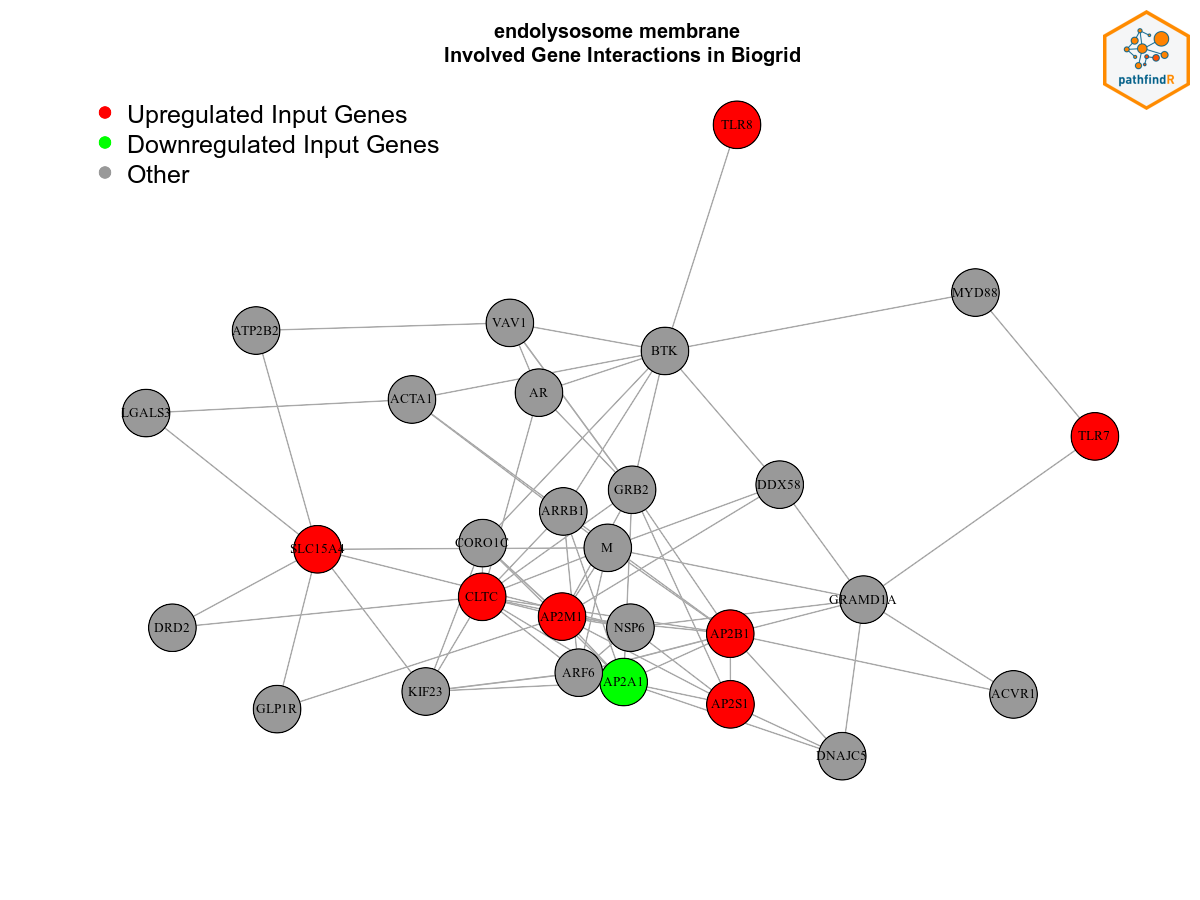 endolysosome membrane
Involved Gene Interactions in Biogrid
pathfindR
Upregulated Input Genes
Downregulated Input Genes
Other
TLR8
MYD88
VAV1
ATP2B2
BTK
AR
ACTA1
LGALS3
TLR7
DDX58
GRB2
ARRB1
CORO1C
M
SLC15A4
CLTC
GRAMD1A
AP2M1
DRD2
NSP6
AP2B1
ARF6
AP2A1
KIF23
ACVR1
AP2S1
GLP1R
DNAJC5